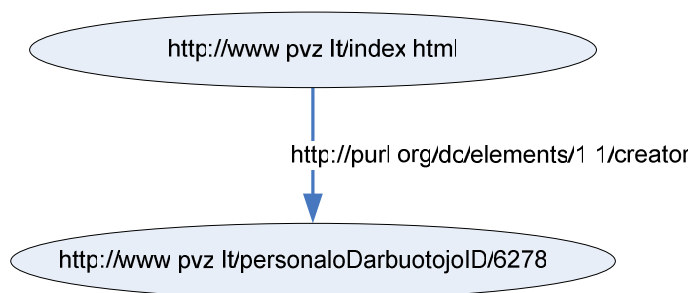 http://www pvz lt/index html
http://purl org/dc/elements/1 1/creator
http://www pvz lt/personaloDarbuotojoID/6278